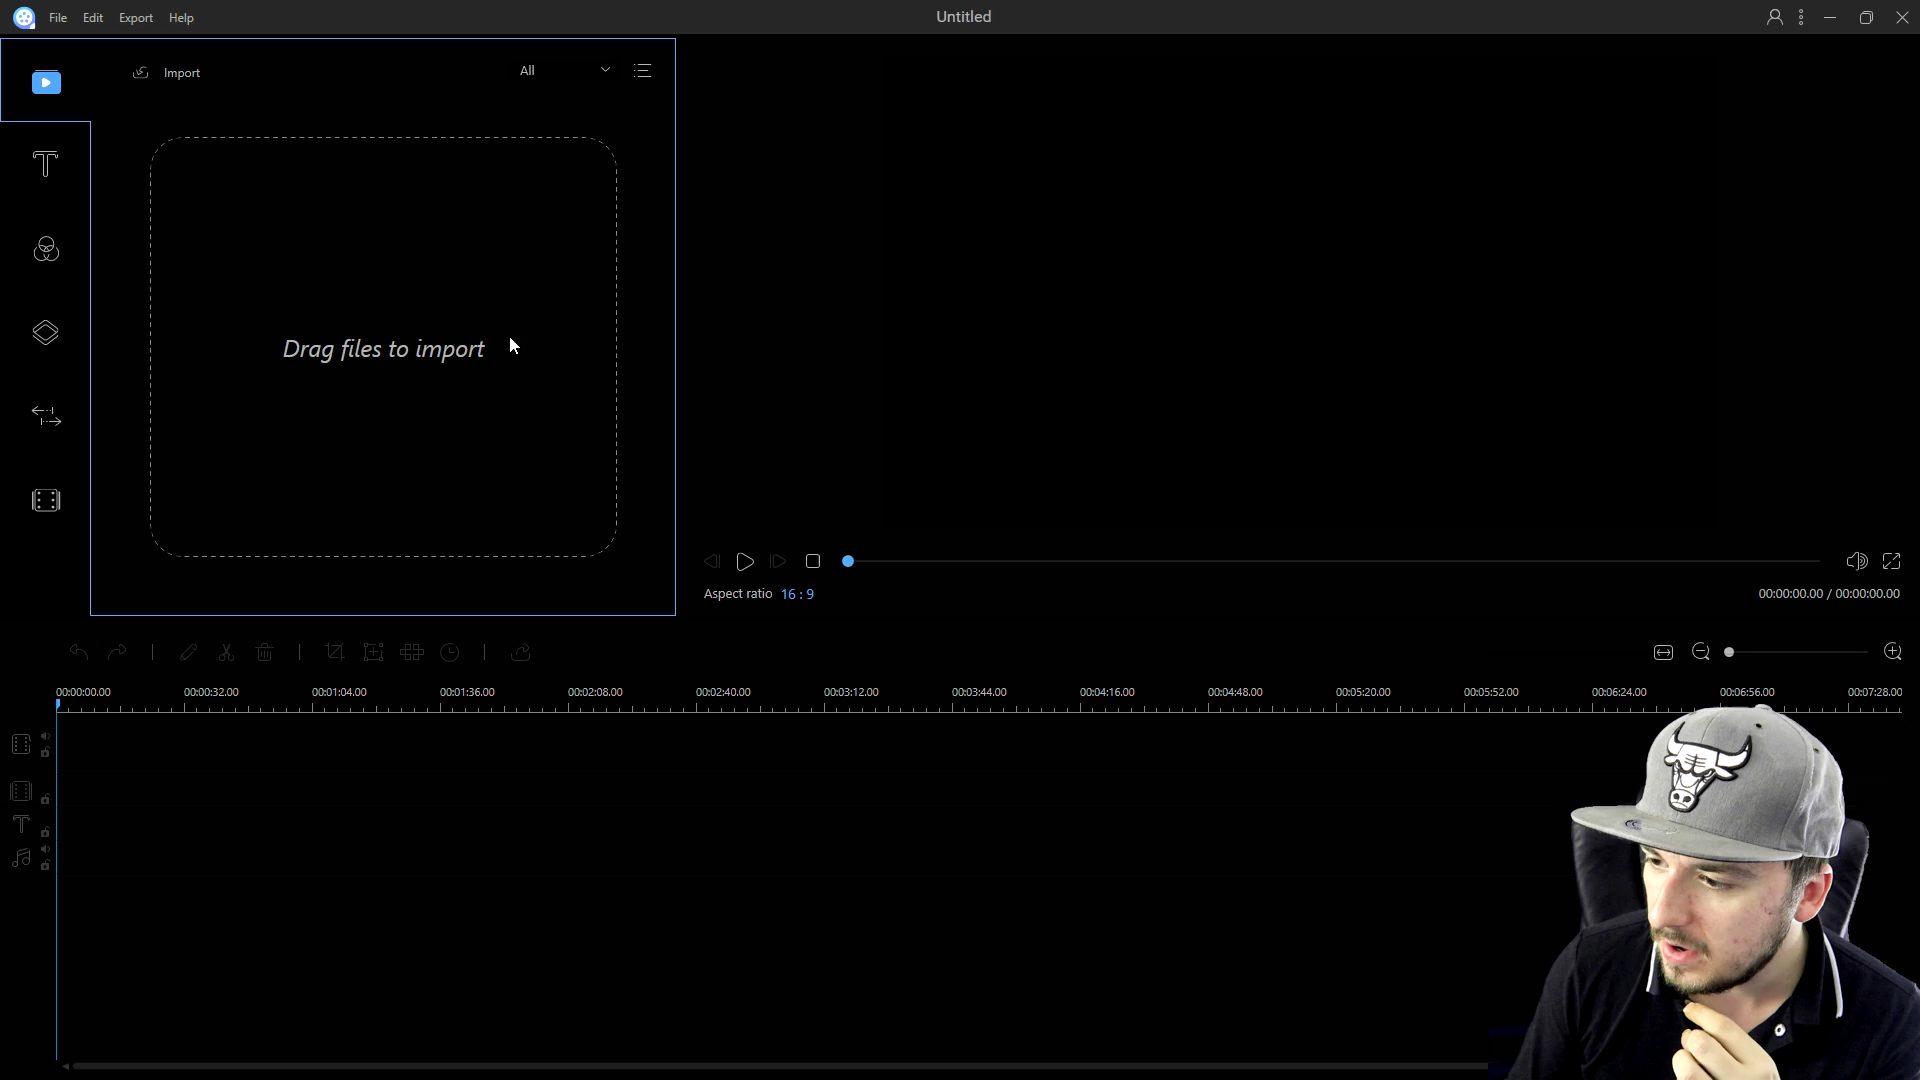 File Edit Export Help
Untitled
Import
All
Drag files to import
Aspect ratio 16 : 9
00:00:00.00 / 00:00:00.00
00:00:00.00 00:00:32.00 00:01:04.00 00:01:36.00 00:02:08.00 00:02:40.00 00:03:12.00 00:03:44.00 00:04:16.00 00:04:48.00 00:05:20.00 00:05:52.00 00:06:24.00 00:06:56.00 00:07:28.00